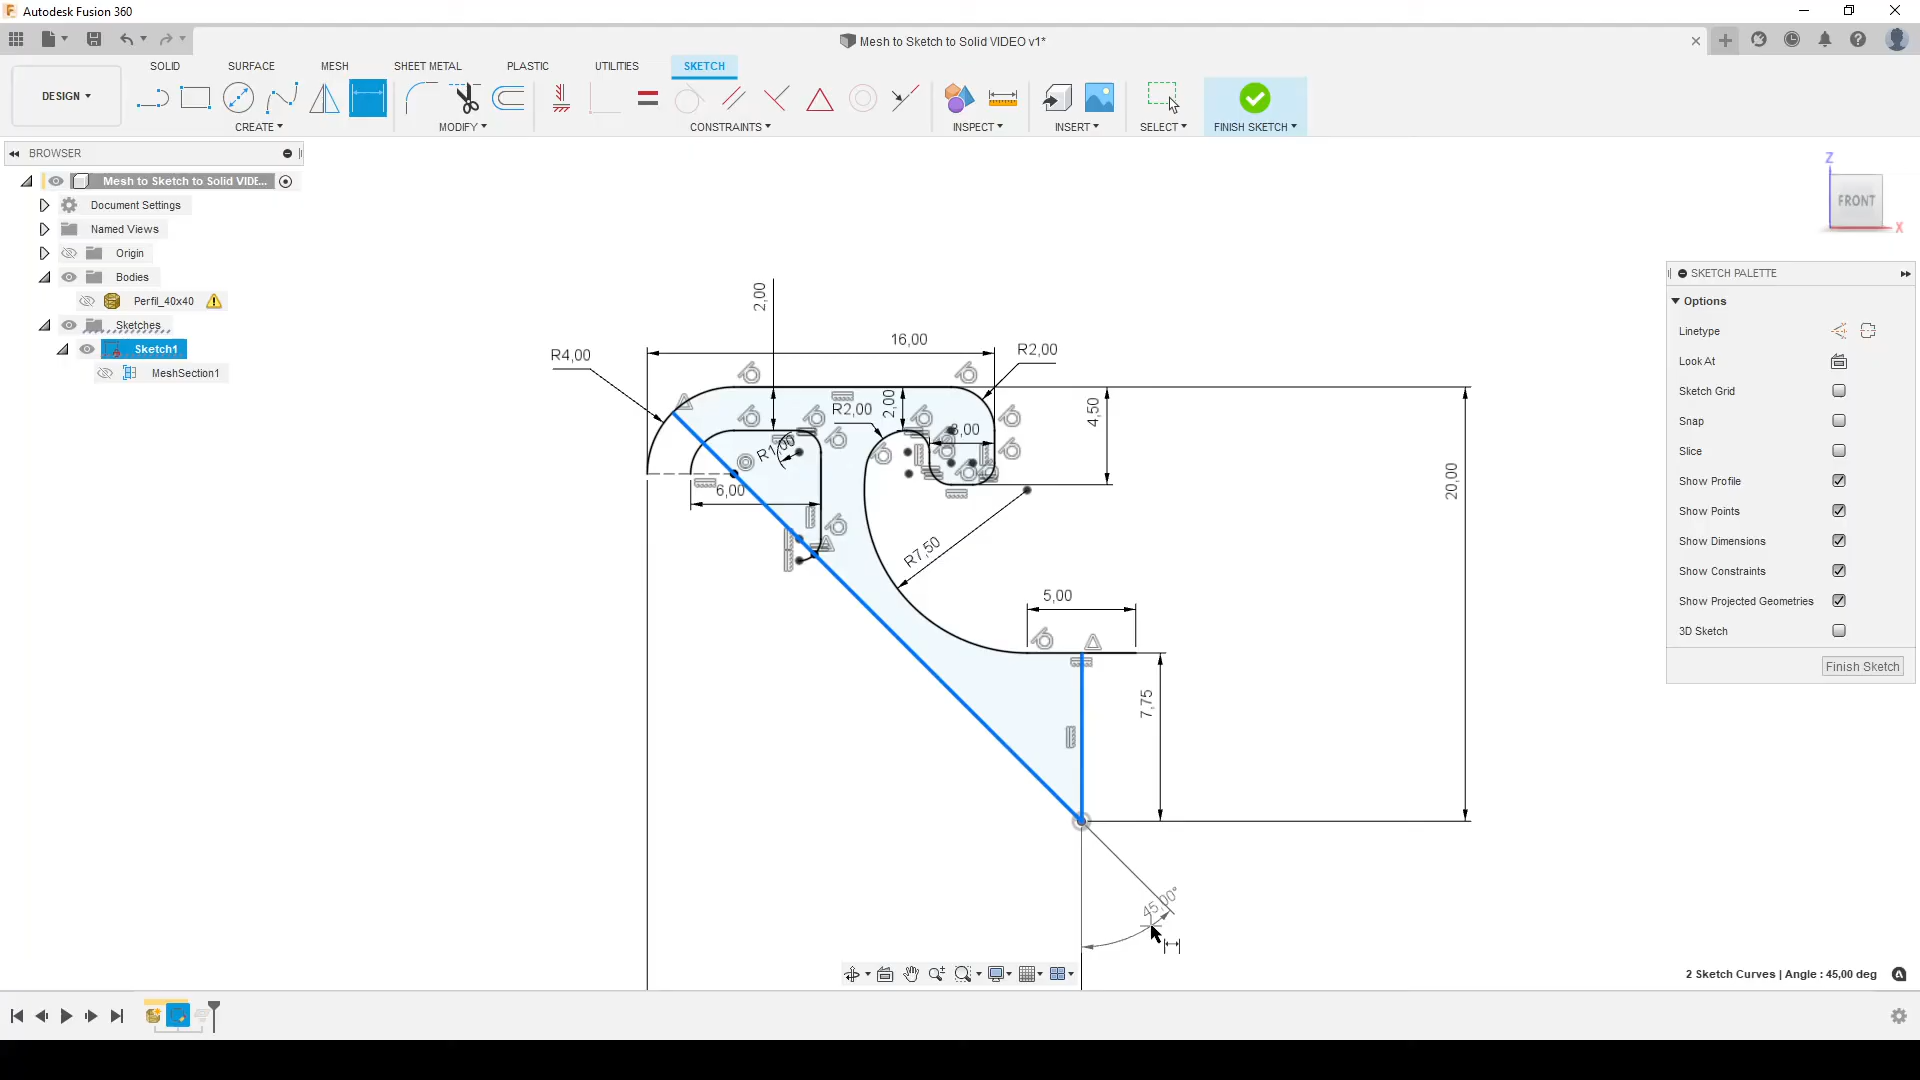 Autodesk Fusion 360
Mesh to Sketch to Solid VIDEO v1*
SOLID SURFACE MESH SHEET METAL PLASTIC UTILITIES SKETCH
DESIGN
CREATE MODIFY CONSTRAINTS INSPECT INSERT SELECT FINISH SKETCH
BROWSER
Mesh to Sketch to Solid VIDE...
Document Settings
Named Views
Origin
Bodies
Perfil_40x40
Sketches
Sketch1
MeshSection1
Z
FRONT
X
SKETCH PALETTE
Options
Linetype
Look At
Sketch Grid
Snap
Slice
Show Profile
Show Points
Show Dimensions
Show Constraints
Show Projected Geometries
3D Sketch
Finish Sketch
2,00
16,00
R4,00
R2,00
R2,00
2,00
4,50
3,00
R1,00
6,00
20,00
R7,50
5,00
7,75
45,00°
2 Sketch Curves | Angle : 45,00 deg